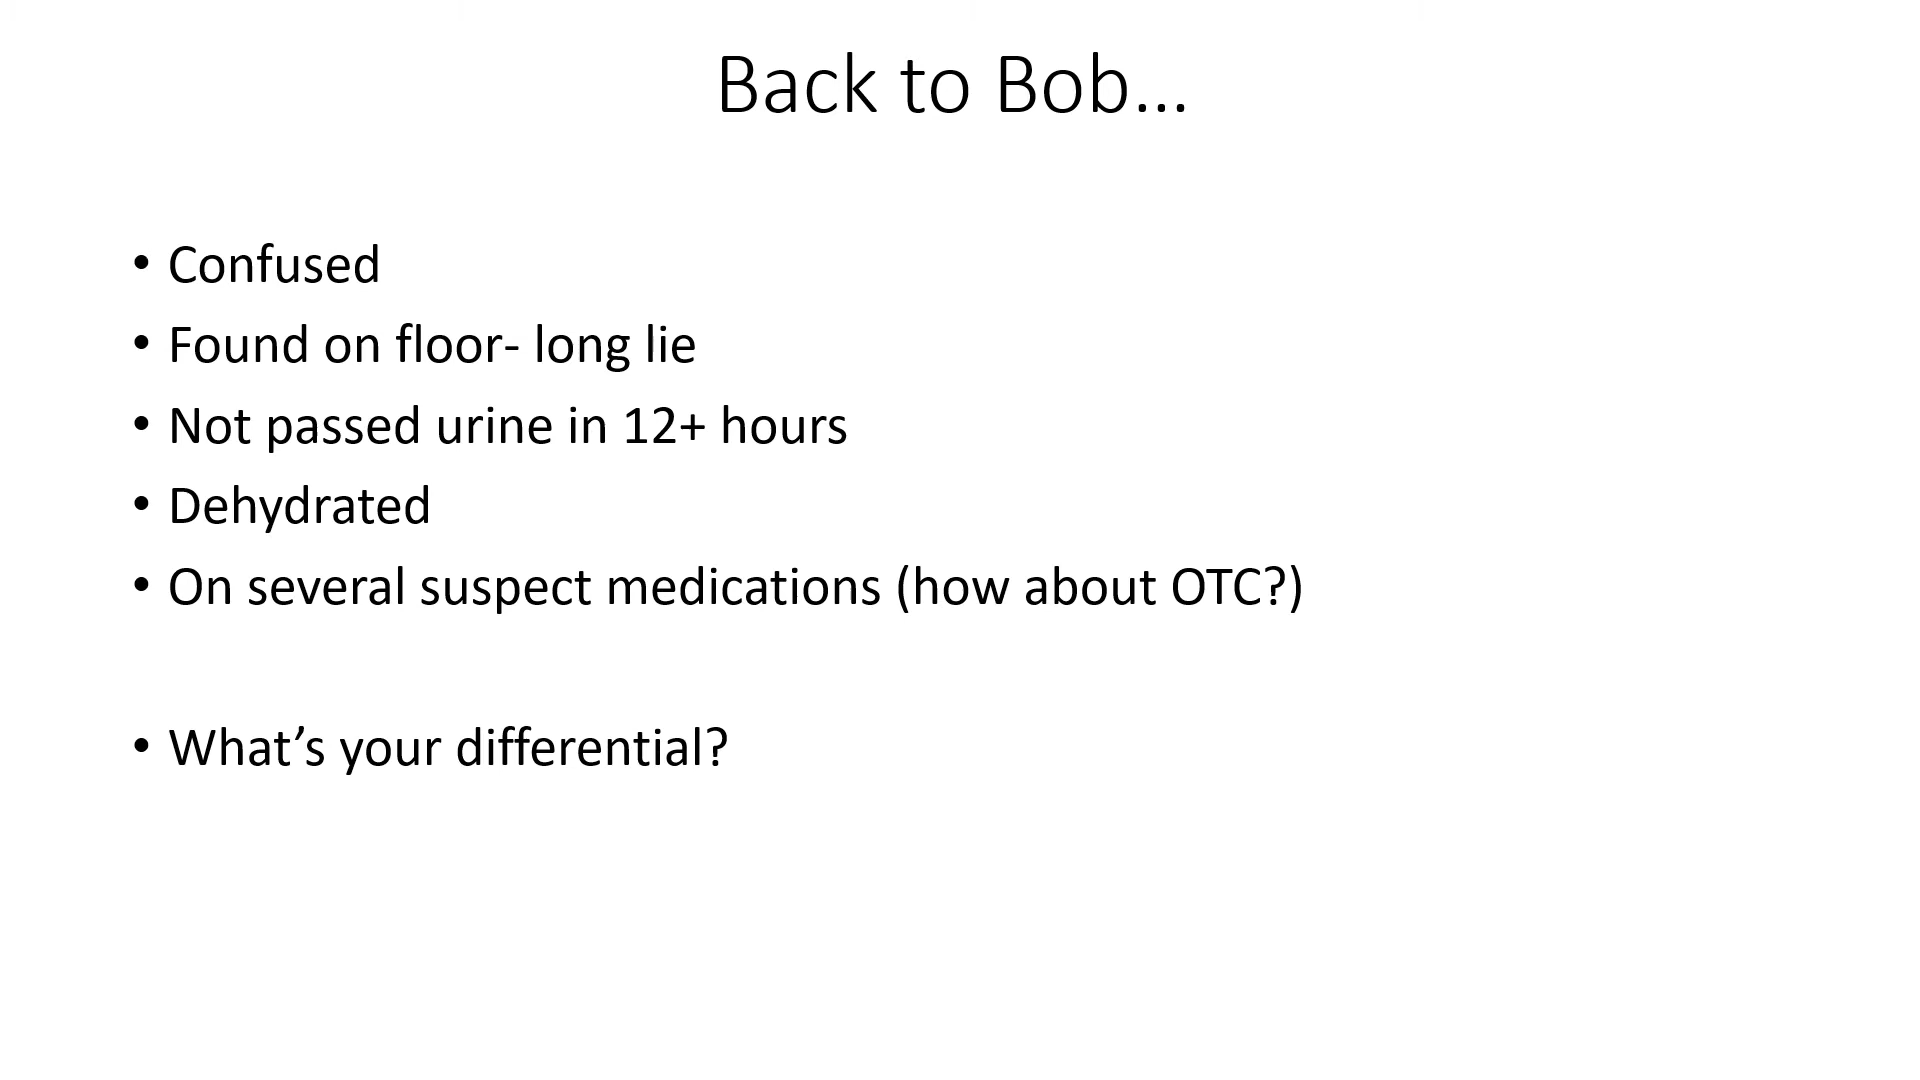 Back to Bob…
• Confused
• Found on floor- long lie
• Not passed urine in 12+ hours
• Dehydrated
• On several suspect medications (how about OTC?)
• What’s your differential?